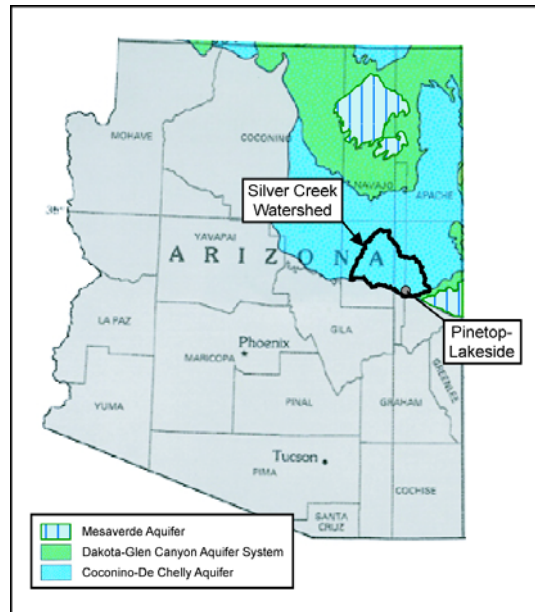 MOHAVE
COCONINO
NAVAJO
APACHE
Silver Creek
Watershed
YAVAPAI
ARIZONA
LA PAZ
GILA
Pinetop-
Lakeside
Phoenix
MARICOPA
GREENLEE
YUMA
PINAL
GRAHAM
Tucson
PIMA
COCHISE
SANTA
CRUZ
Mesaverde Aquifer
Dakota-Glen Canyon Aquifer System
Coconino-De Chelly Aquifer